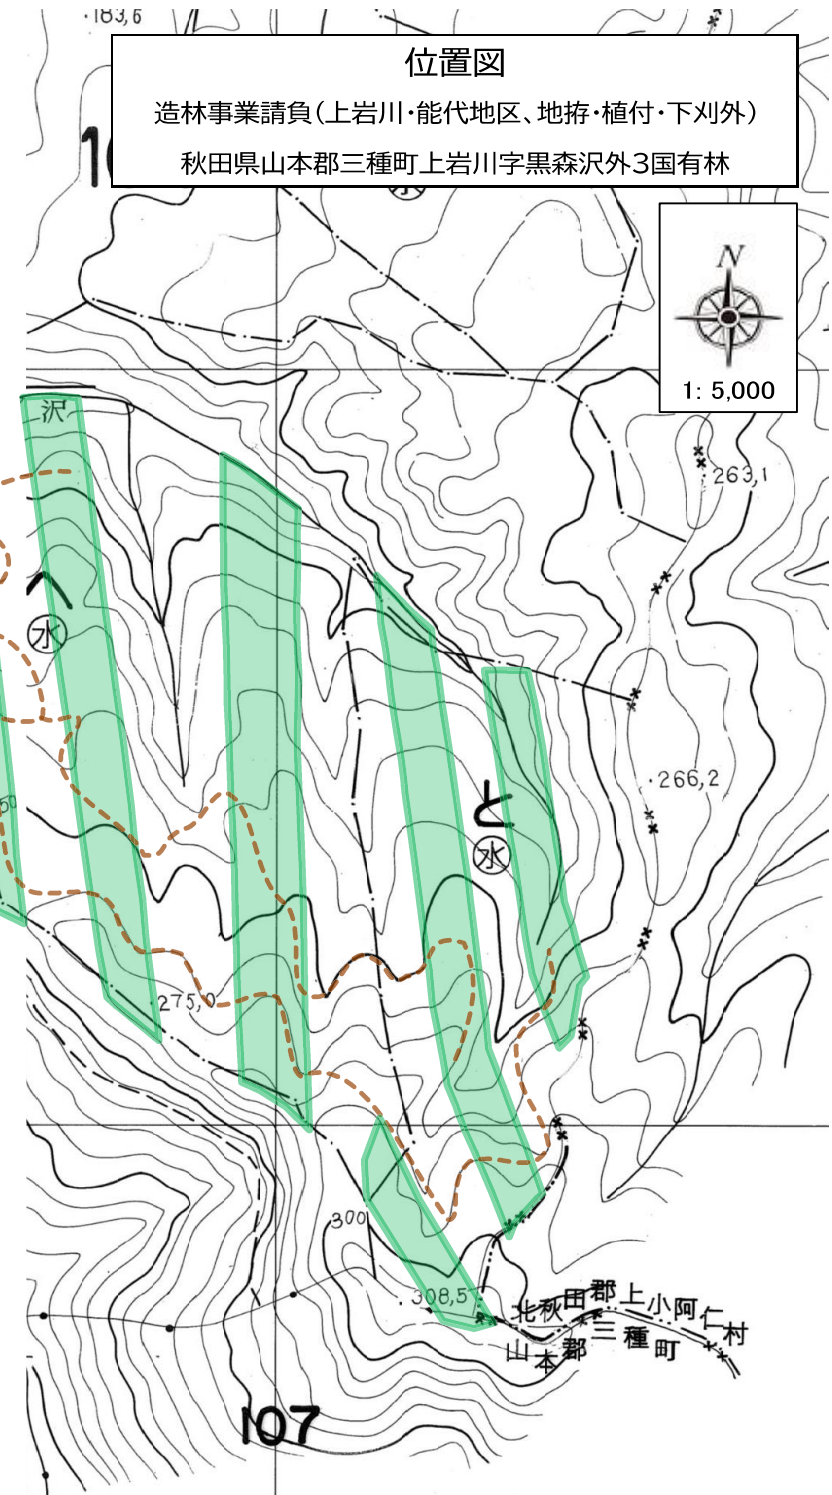 ・183,6
位置図
造林事業請負（上岩川・能代地区、地拵・植付・下刈外）
秋田県山本郡三種町上岩川字黒森沢外３国有林
N
1: 5,000
沢
・263,1
へ
水
・266,2
と
水
・275,0
300
・308,5
北秋田郡上小阿仁村
山本郡三種町
107